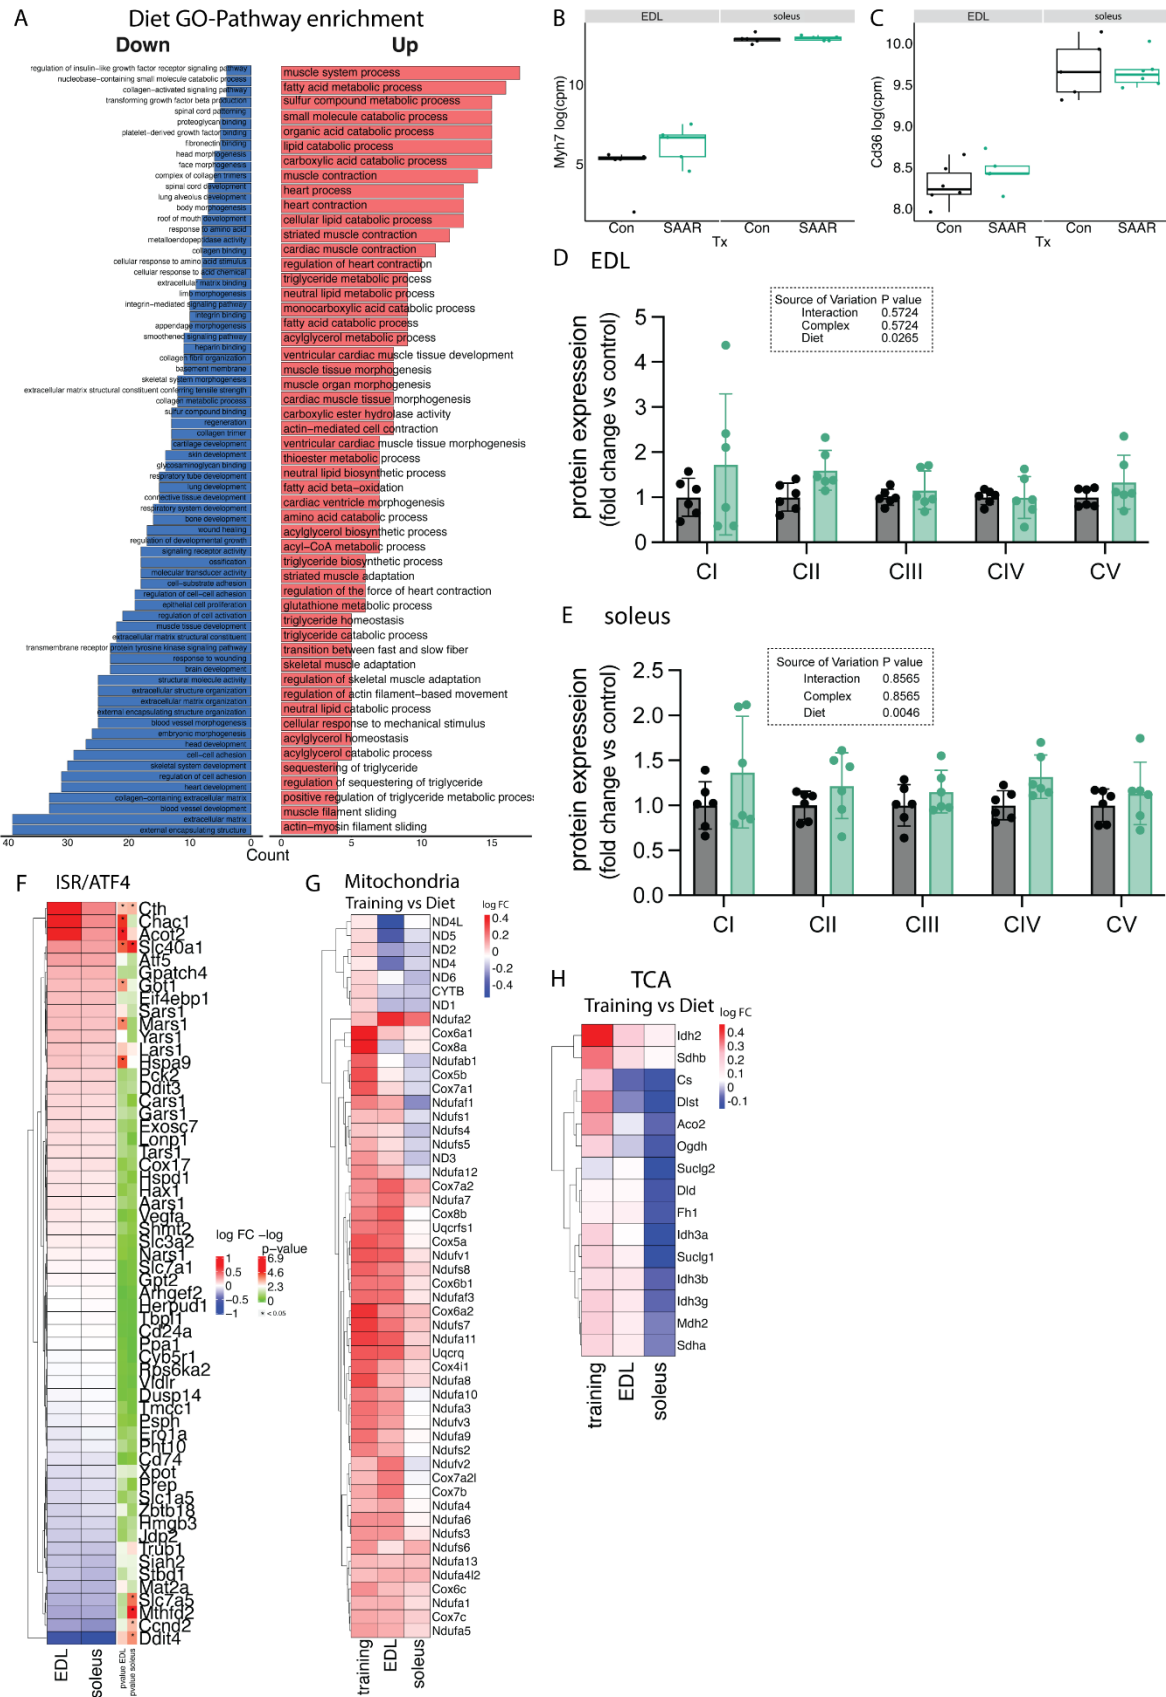 A
Diet GO-Pathway enrichment
Down
Up
regulation of insulin-like growth factor receptor signaling pathway
nucleobase-containing small molecule catabolic process
collagen-activated signaling pathway
transforming growth factor beta production
spinal cord patterning
proteoglycan binding
platelet-derived growth factor binding
fibronectin binding
head morphogenesis
face morphogenesis
complex of collagen trimers
spinal cord development
lung alveolus development
body morphogenesis
roof of mouth development
response to amino acid
metalloendopeptidase activity
collagen binding
cellular response to amino acid stimulus
cellular response to acid chemical
extracellular matrix binding
limb morphogenesis
integrin-mediated signaling pathway
integrin binding
appendage morphogenesis
smoothened signaling pathway
heparin binding
collagen fibril organization
basement membrane
skeletal system morphogenesis
extracellular matrix structural constituent conferring tensile strength
collagen metabolic process
sulfur compound binding
regeneration
collagen trimer
cartilage development
skin development
glycosaminoglycan binding
respiratory tube development
lung development
connective tissue development
respiratory system development
bone development
wound healing
regulation of developmental growth
signaling receptor activity
ossification
molecular transducer activity
cell-substrate adhesion
regulation of cell-cell adhesion
epithelial cell proliferation
regulation of cell activation
muscle tissue development
extracellular matrix structural constituent
transmembrane receptor protein tyrosine kinase signaling pathway
response to wounding
brain development
structural molecule activity
extracellular structure organization
extracellular matrix organization
external encapsulating structure organization
blood vessel morphogenesis
embryonic morphogenesis
head development
cell-cell adhesion
skeletal system development
regulation of cell adhesion
heart development
collagen-containing extracellular matrix
blood vessel development
extracellular matrix
external encapsulating structure
muscle system process
fatty acid metabolic process
sulfur compound metabolic process
small molecule catabolic process
organic acid catabolic process
lipid catabolic process
carboxylic acid catabolic process
muscle contraction
heart process
heart contraction
cellular lipid catabolic process
striated muscle contraction
cardiac muscle contraction
regulation of heart contraction
triglyceride metabolic process
neutral lipid metabolic process
monocarboxylic acid catabolic process
fatty acid catabolic process
acylglycerol metabolic process
ventricular cardiac muscle tissue development
muscle tissue morphogenesis
muscle organ morphogenesis
cardiac muscle tissue morphogenesis
carboxylic ester hydrolase activity
actin-mediated cell contraction
ventricular cardiac muscle tissue morphogenesis
thioester metabolic process
neutral lipid biosynthetic process
fatty acid beta-oxidation
cardiac ventricle morphogenesis
amino acid catabolic process
acylglycerol biosynthetic process
acyl-CoA metabolic process
triglyceride biosynthetic process
striated muscle adaptation
regulation of the force of heart contraction
glutathione metabolic process
triglyceride homeostasis
triglyceride catabolic process
transition between fast and slow fiber
skeletal muscle adaptation
regulation of skeletal muscle adaptation
regulation of actin filament-based movement
neutral lipid catabolic process
cellular response to mechanical stimulus
acylglycerol homeostasis
acylglycerol catabolic process
sequestering of triglyceride
regulation of sequestering of triglyceride
positive regulation of triglyceride metabolic process
muscle filament sliding
actin-myosin filament sliding
40 30 20 10 0 0 5 10 15
Count
B
EDL soleus
Myh7 log(cpm)
10
5
Con SAAR Con SAAR
Tx
C
EDL soleus
Cd36 log(cpm)
10.0
9.5
9.0
8.5
8.0
Con SAAR Con SAAR
Tx
D EDL
Source of Variation P value
Interaction 0.5724
Complex 0.5724
Diet 0.0265
protein expresseion
(fold change vs control)
5
4
3
2
1
0
CI CII CIII CIV CV
E soleus
Source of Variation P value
Interaction 0.8565
Complex 0.8565
Diet 0.0046
protein expresseion
(fold change vs control)
2.5
2.0
1.5
1.0
0.5
0.0
CI CII CIII CIV CV
F
ISR/ATF4
Cth
Chac1
Acot2
Slc40a1
Atf5
Gpatch4
Got1
Eif4ebp1
Sars1
Mars1
Yars1
Lars1
Hspa9
Pck2
Ddit3
Cars1
Gars1
Exosc7
Lonp1
Tars1
Cox17
Hspd1
Hax1
Aars1
Vegfa
Shmt2
Slc3a2
Nars1
Slc7a1
Gpt2
Arhgef2
Herpud1
Tbpl1
Cd24a
Ppa1
Cyb5r1
Rps6ka2
Vldlr
Dusp14
Tmcc1
Psph
Ero1a
Pnt10
Cd74
Xpot
Prep
Slc1a5
Zbtb18
Hmgb3
Jdp2
Trub1
Siah2
Stbd1
Mat2a
Slc7a5
Mthfd2
Ccnd2
Ddit4
EDL
soleus
pvalue EDL
pvalue soleus
log FC
1
0.5
0
-0.5
-1
-log
p-value
6.9
4.6
2.3
0
* <0.05
G
Mitochondria
Training vs Diet
log FC
0.4
0.2
0
-0.2
-0.4
ND4L
ND5
ND2
ND4
ND6
CYTB
ND1
Ndufa2
Cox6a1
Cox8a
Ndufab1
Cox5b
Cox7a1
Ndufaf1
Ndufs1
Ndufs4
Ndufs5
ND3
Ndufa12
Cox7a2
Ndufa7
Cox8b
Uqcrfs1
Cox5a
Ndufv1
Ndufs8
Cox6b1
Ndufaf3
Cox6a2
Ndufs7
Ndufa11
Uqcrq
Cox4i1
Ndufa8
Ndufa10
Ndufa3
Ndufv3
Ndufa9
Ndufs2
Ndufv2
Cox7a2l
Cox7b
Ndufa4
Ndufa6
Ndufs3
Ndufs6
Ndufa13
Ndufa4l2
Cox6c
Ndufa1
Cox7c
Ndufa5
training
EDL
soleus
H
TCA
Training vs Diet
log FC
0.4
0.3
0.2
0.1
0
-0.1
Idh2
Sdhb
Cs
Dlst
Aco2
Ogdh
Suclg2
Dld
Fh1
Idh3a
Suclg1
Idh3b
Idh3g
Mdh2
Sdha
training
EDL
soleus